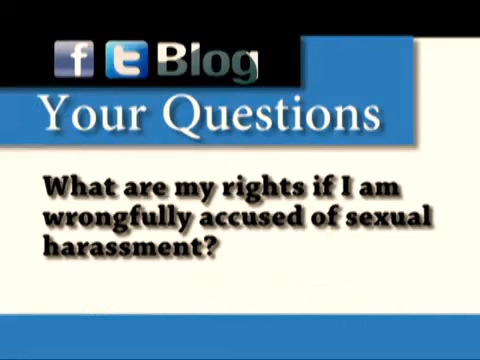 f t Blog
Your Questions
What are my rights if I am
wrongfully accused of sexual
harassment?